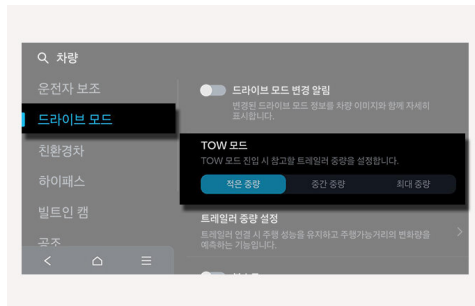 차량
운전자 보조
드라이브 모드
친환경차
하이패스
빌트인 캠
공조
드라이브 모드 변경 알림
변경된 드라이브 모드 정보를 차량 이미지와 함께 자세히
표시합니다.
TOW 모드
TOW 모드 진입 시 참고할 트레일러 중량을 설정합니다.
적은 중량 중간 중량 최대 중량
트레일러 중량 설정
트레일러 연결 시 주행 성능을 유지하고 주행가능거리의 변화량을
예측하는 기능입니다.